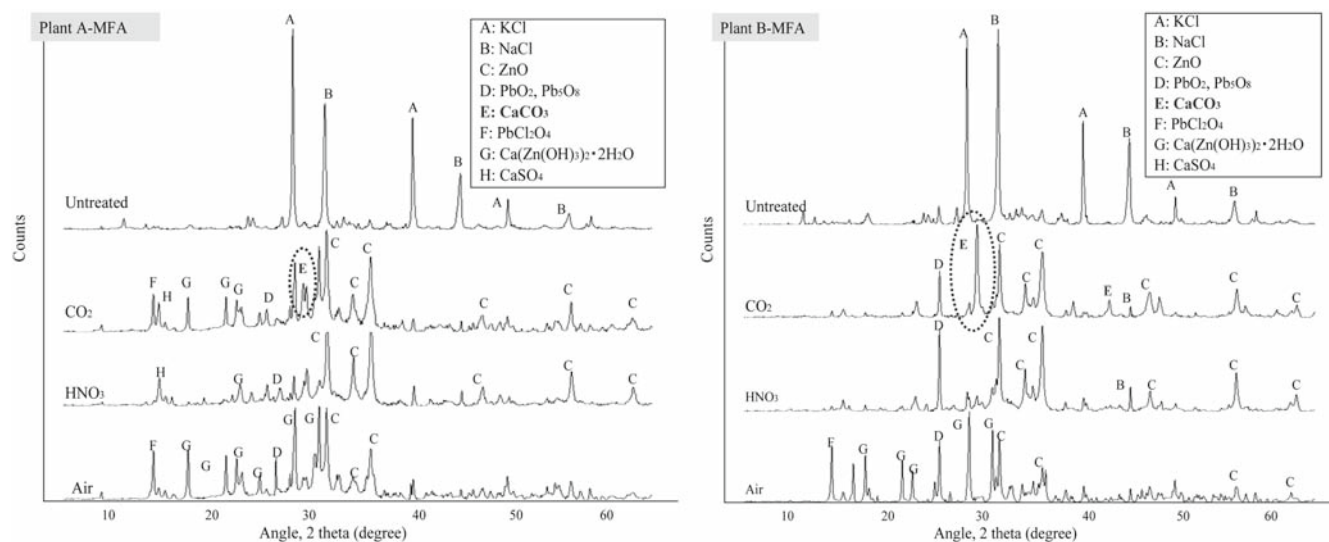 Plant A-MFA
A: KCl
B: NaCl
C: ZnO
D: PbO₂, Pb₅O₈
E: CaCO₃
F: PbCl₂O₄
G: Ca(Zn(OH)₃)₂·2H₂O
H: CaSO₄
A
B
A
B
A
B
Untreated
Counts
C
C
E
F
H
G
G
G
D
C
C
C
C
CO₂
C
C
H
G
D
C
C
C
HNO₃
G
G
C
C
F
G
G
G
G
D
C
Air
10
20
30
40
50
60
Angle, 2 theta (degree)
Plant B-MFA
A: KCl
B: NaCl
C: ZnO
D: PbO₂, Pb₅O₈
E: CaCO₃
F: PbCl₂O₄
G: Ca(Zn(OH)₃)₂·2H₂O
H: CaSO₄
A
B
A
B
A
B
Untreated
Counts
E
C
C
D
C
E
B
C
C
C
CO₂
D
C
C
B
C
C
C
HNO₃
F
G
G
G
D
G
G
C
C
C
C
Air
10
20
30
40
50
60
Angle, 2 theta (degree)